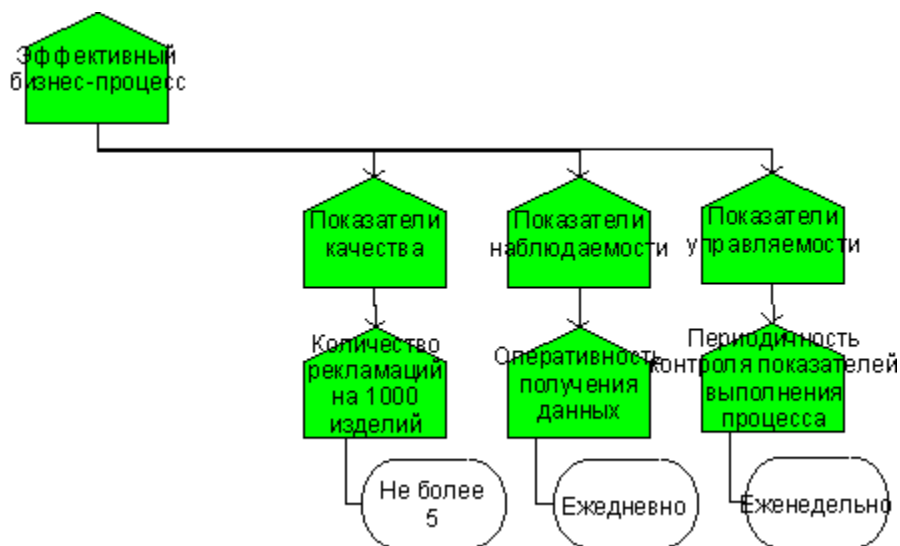 Эффективный
бизнес-процесс
Показатели
качества
Показатели
наблюдаемости
Показатели
управляемости
Количество
рекламаций
на 1000
изделий
Оперативность
получения
данных
Периодичность
контроля показателей
выполнения
процесса
Не более
5
Ежедневно
Еженедельно